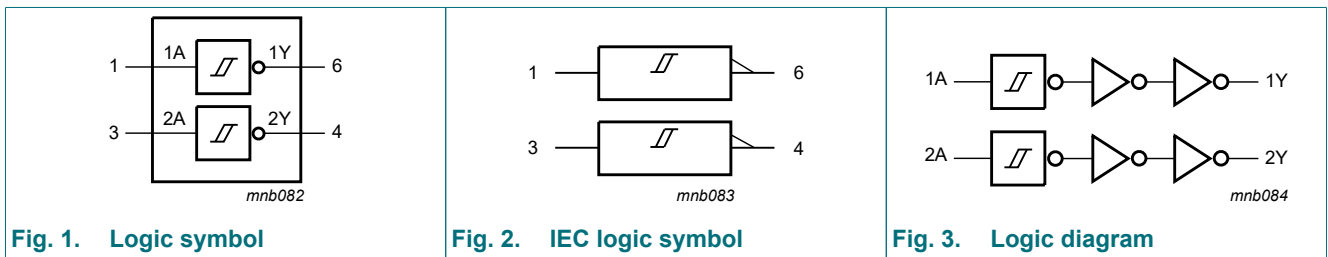 1A 1Y
1 6
2A 2Y
3 4
mnb082
Fig. 1. Logic symbol
1 6
3 4
mnb083
Fig. 2. IEC logic symbol
1A 1Y
2A 2Y
mnb084
Fig. 3. Logic diagram